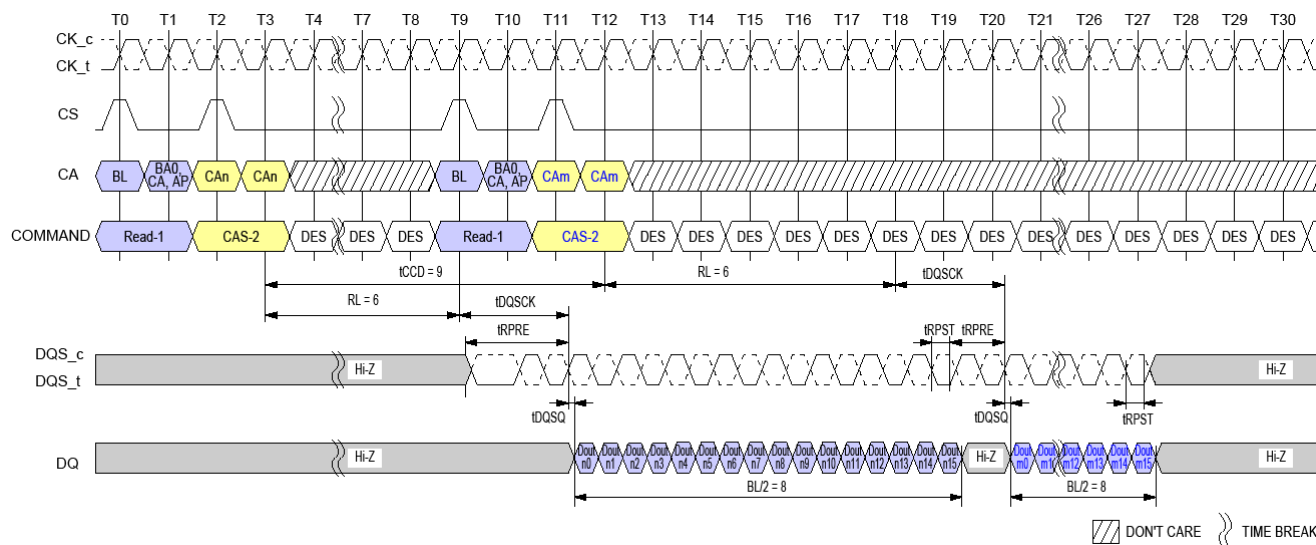 T0 T1 T2 T3 T4 T7 T8 T9 T10 T11 T12 T13 T14 T15 T16 T17 T18 T19 T20 T21 T26 T27 T28 T29 T30
CK_c
CK_t
CS
CA BL BA0, CA, AP CAn CAn BL BA0, CA, AP CAm CAm
COMMAND Read-1 CAS-2 DES DES DES Read-1 CAS-2 DES DES DES DES DES DES DES DES DES DES DES DES DES DES
tCCD = 9 RL = 6 tDQSCK
RL = 6 tDQSCK
tRPRE tRPST tRPRE
DQS_c
DQS_t Hi-Z Hi-Z
tDQSQ tDQSQ tRPST
DQ Hi-Z Dout n0 Dout n1 Dout n2 Dout n3 Dout n4 Dout n5 Dout n6 Dout n7 Dout n8 Dout n9 Dout n10 Dout n11 Dout n12 Dout n13 Dout n14 Dout n15 Hi-Z Dout m0 Dout m1 Dout m12 Dout m13 Dout m14 Dout m15 Hi-Z
BL/2 = 8 BL/2 = 8
DON'T CARE TIME BREAK